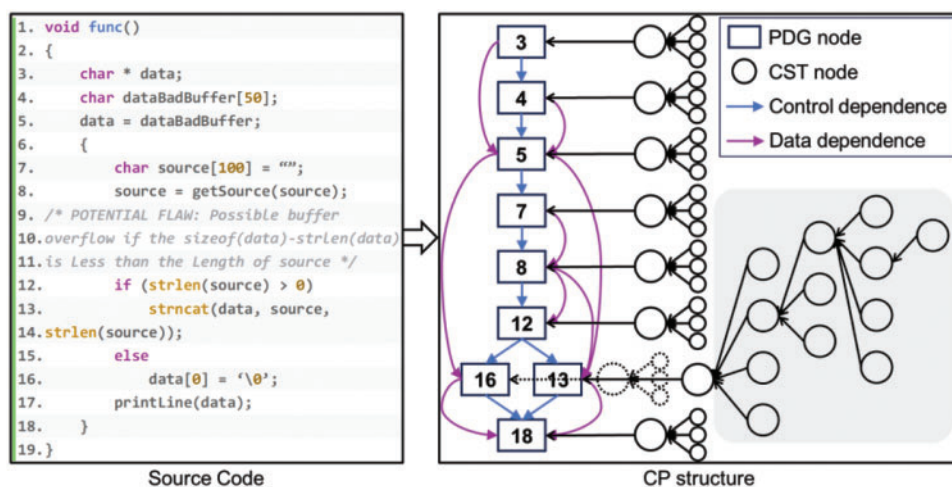 1. void func()
2. {
3. char * data;
4. char dataBadBuffer[50];
5. data = dataBadBuffer;
6. {
7. char source[100] = “”;
8. source = getSource(source);
9. /* POTENTIAL FLAW: Possible buffer
10. overflow if the sizeof(data)-strlen(data)
11. is Less than the Length of source */
12. if (strlen(source) > 0)
13. strncat(data, source,
14. strlen(source));
15. else
16. data[0] = ‘\0’;
17. printLine(data);
18. }
19. }
Source Code
3
4
5
7
8
12
16 13
18
PDG node
CST node
Control dependence
Data dependence
CP structure